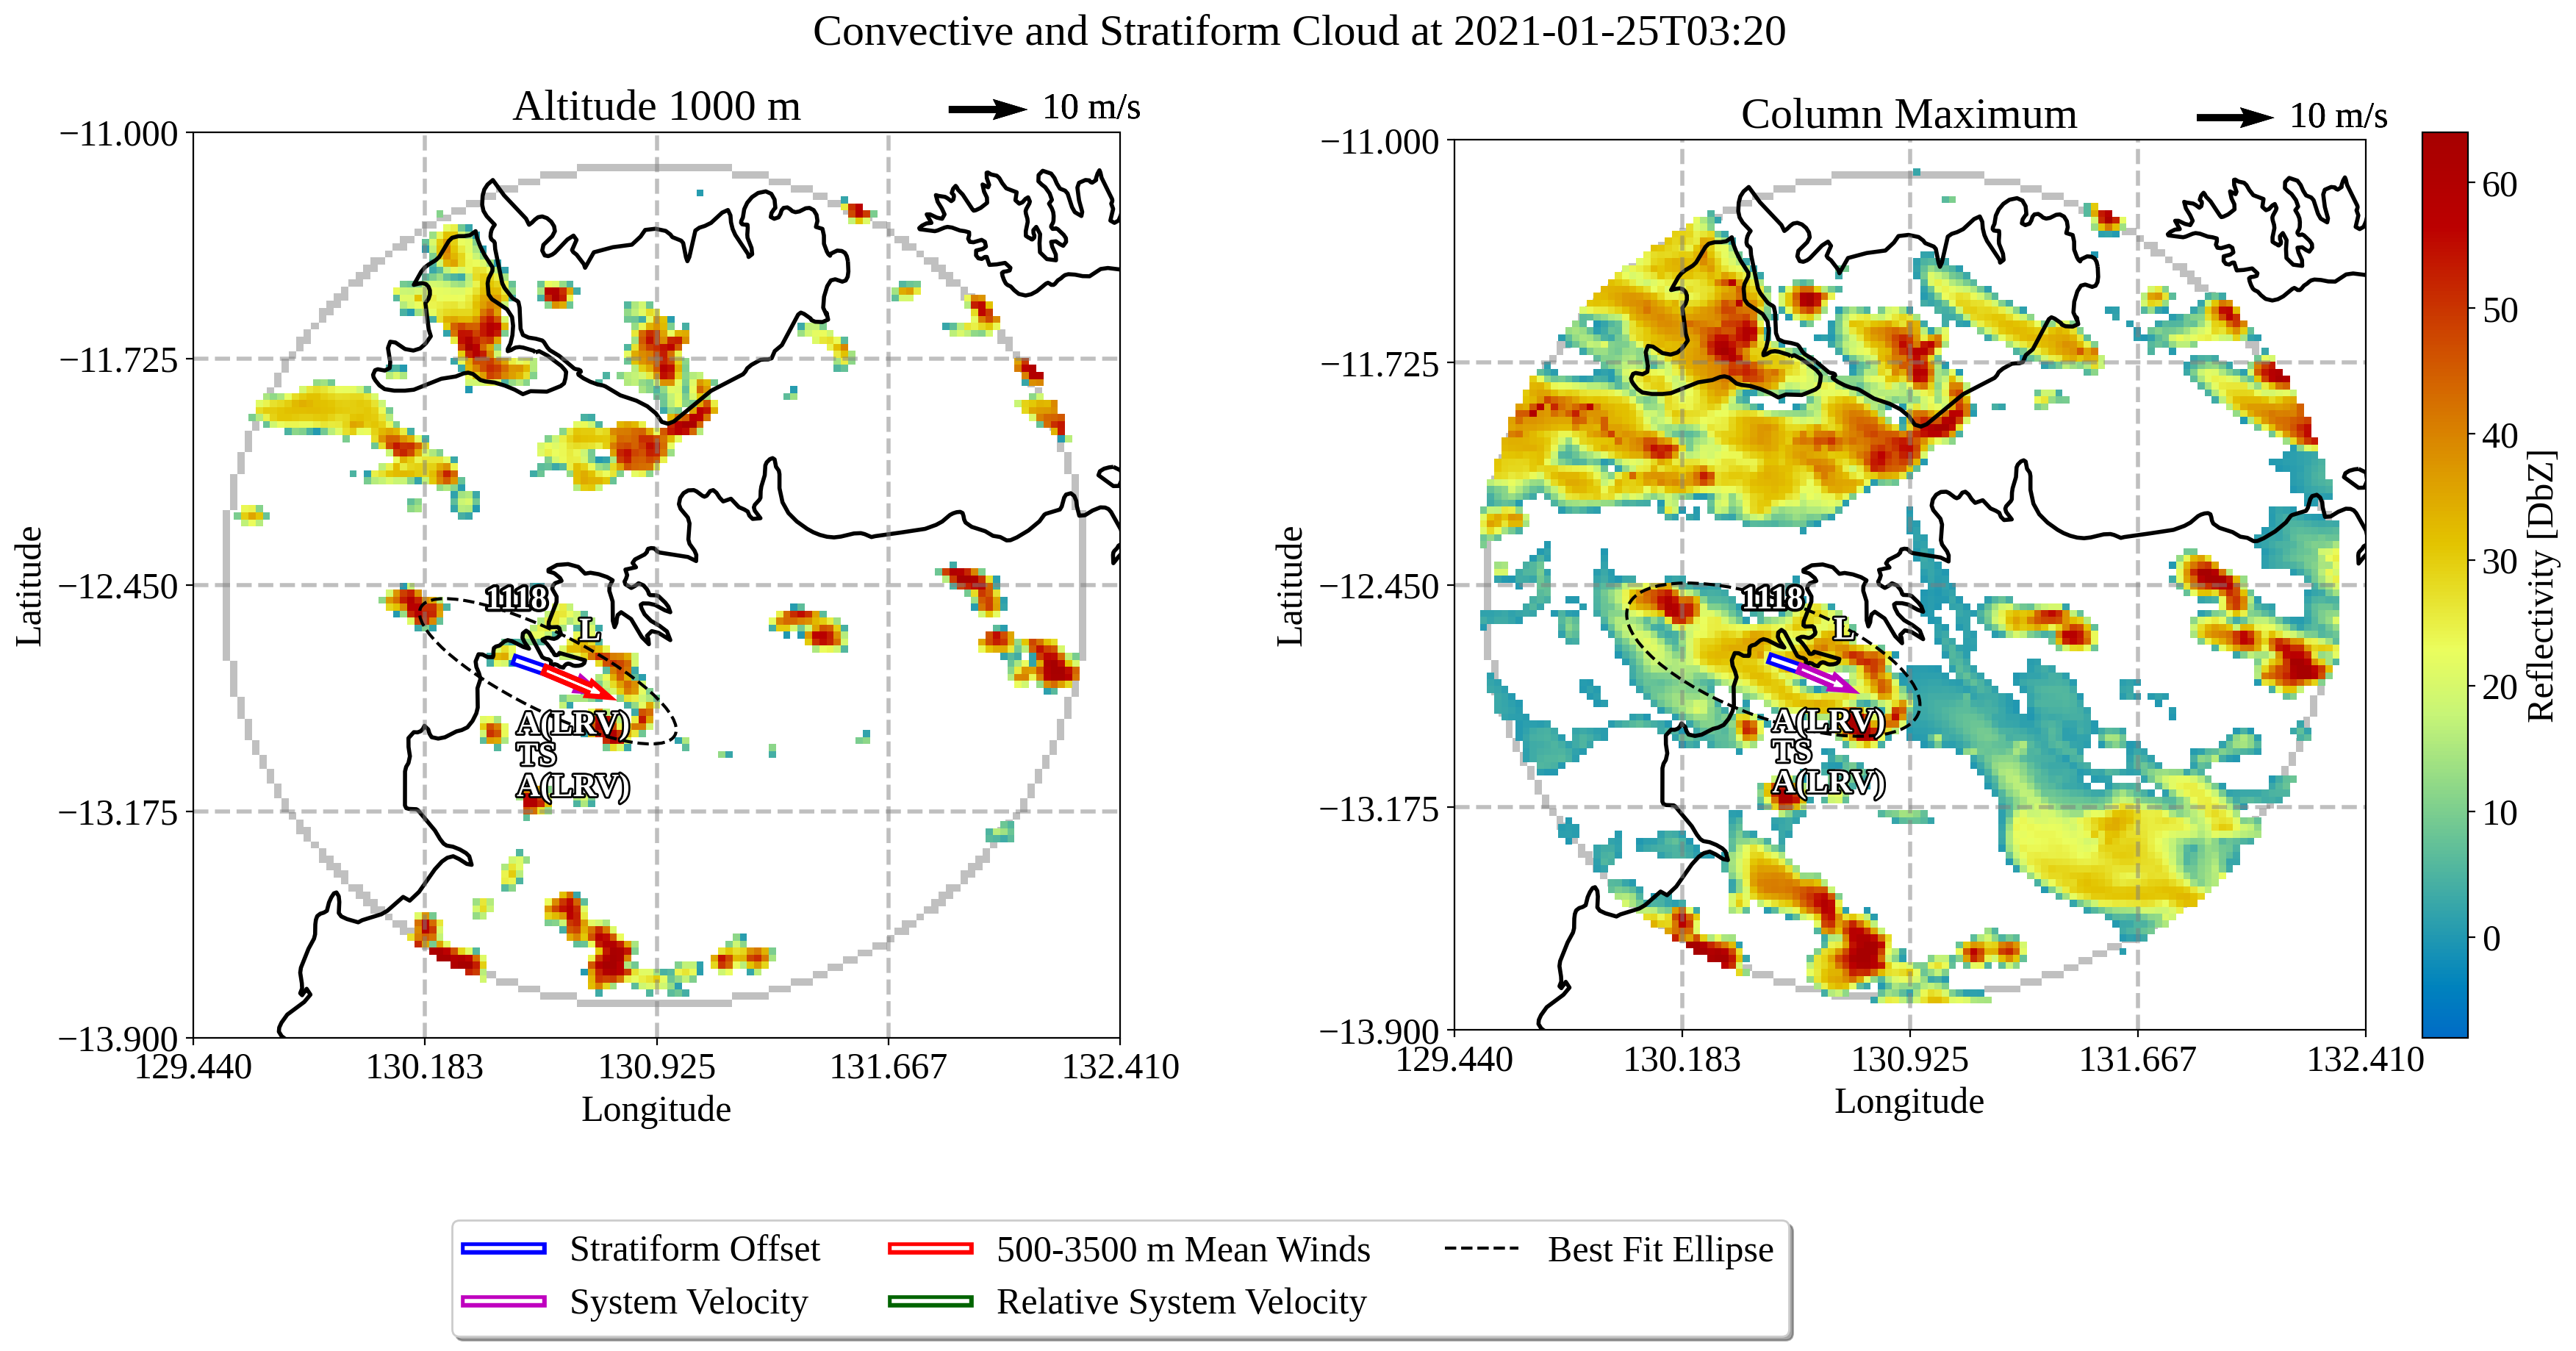 Convective and Stratiform Cloud at 2021-01-25T03:20
Altitude 1000 m
10 m/s
−11.000
−11.725
−12.450
−13.175
−13.900
Latitude
1118
L
A(LRV)
TS
A(LRV)
129.440
130.183
130.925
131.667
132.410
Longitude
Column Maximum
10 m/s
−11.000
−11.725
−12.450
−13.175
−13.900
Latitude
1118
L
A(LRV)
TS
A(LRV)
129.440
130.183
130.925
131.667
132.410
Longitude
60
50
40
30
20
10
0
Reflectivity [DbZ]
Stratiform Offset
System Velocity
500-3500 m Mean Winds
Relative System Velocity
Best Fit Ellipse